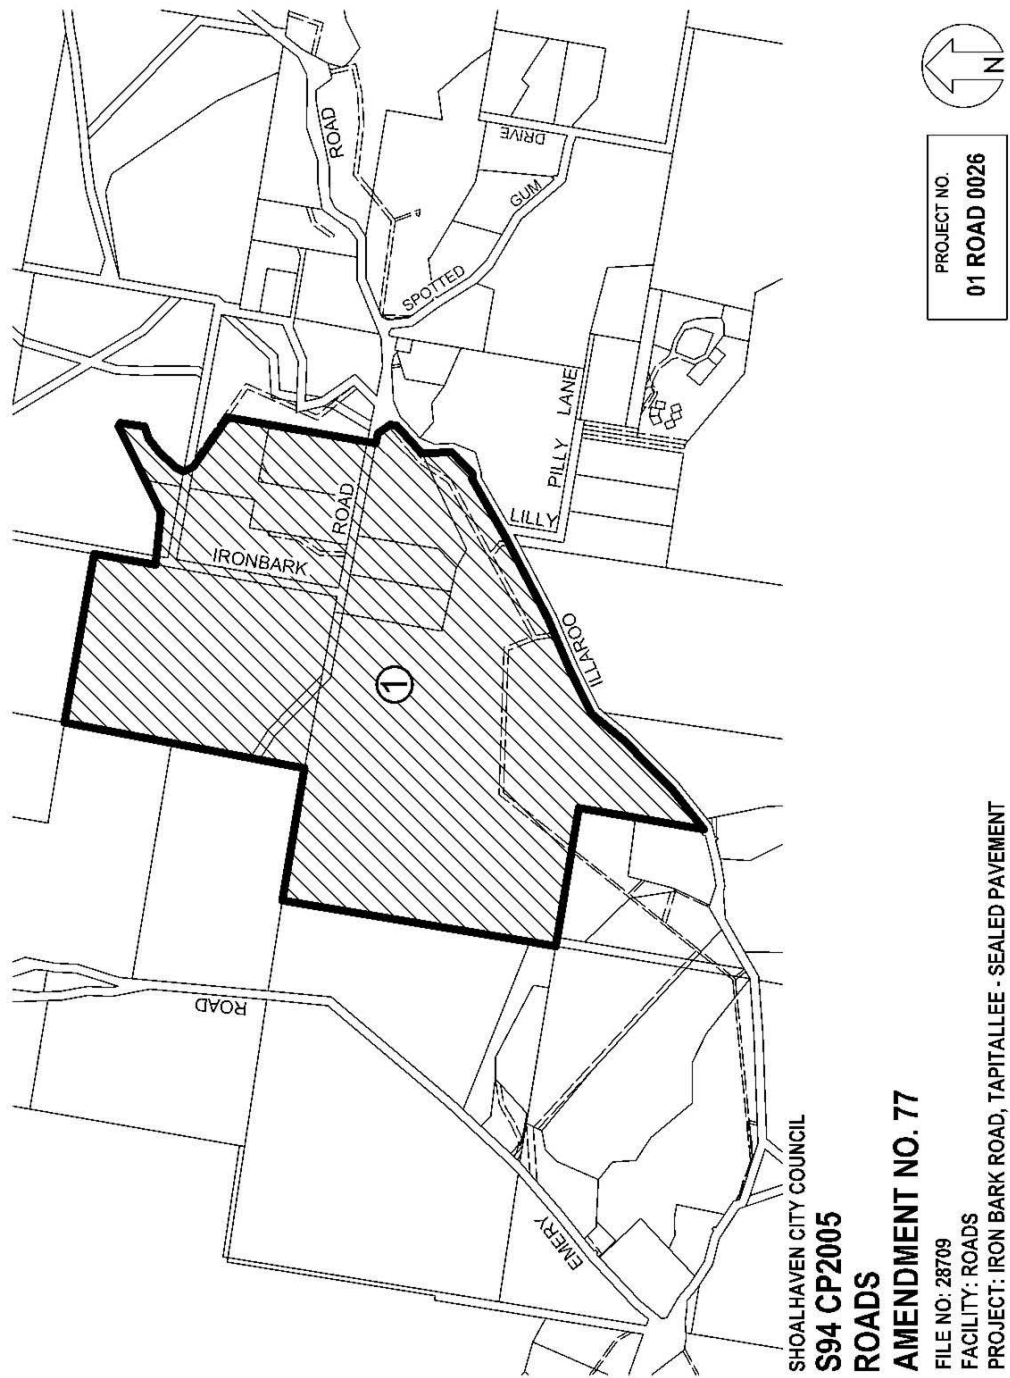 ROAD
DRIVE
GUM
SPOTTED
LANE
PILLY
LILLY
ROAD
IRONBARK
1
ILLAROO
ROAD
EMERY
SHOALHAVEN CITY COUNCIL
S94 CP2005
ROADS
AMENDMENT NO. 77
FILE NO: 28709
FACILITY: ROADS
PROJECT: IRON BARK ROAD, TAPITALLEE - SEALED PAVEMENT
PROJECT NO.
01 ROAD 0026
N